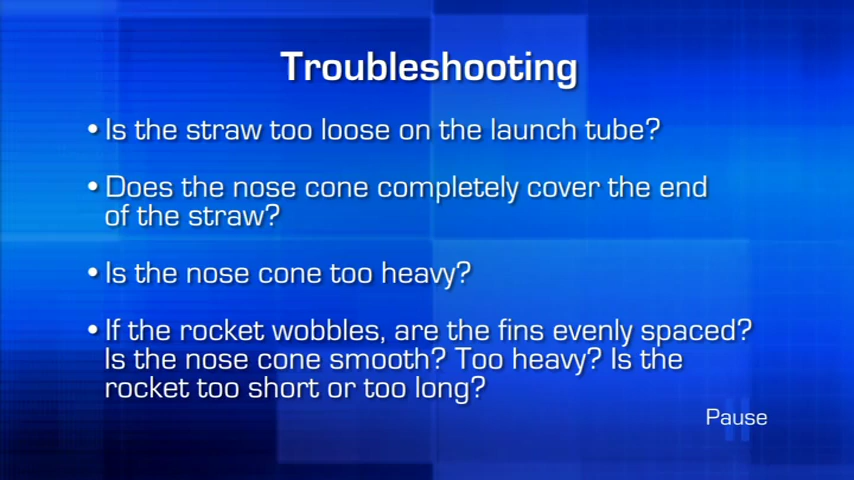 Troubleshooting
• Is the straw too loose on the launch tube?
• Does the nose cone completely cover the end
of the straw?
• Is the nose cone too heavy?
• If the rocket wobbles, are the fins evenly spaced?
Is the nose cone smooth? Too heavy? Is the
rocket too short or too long?
Pause